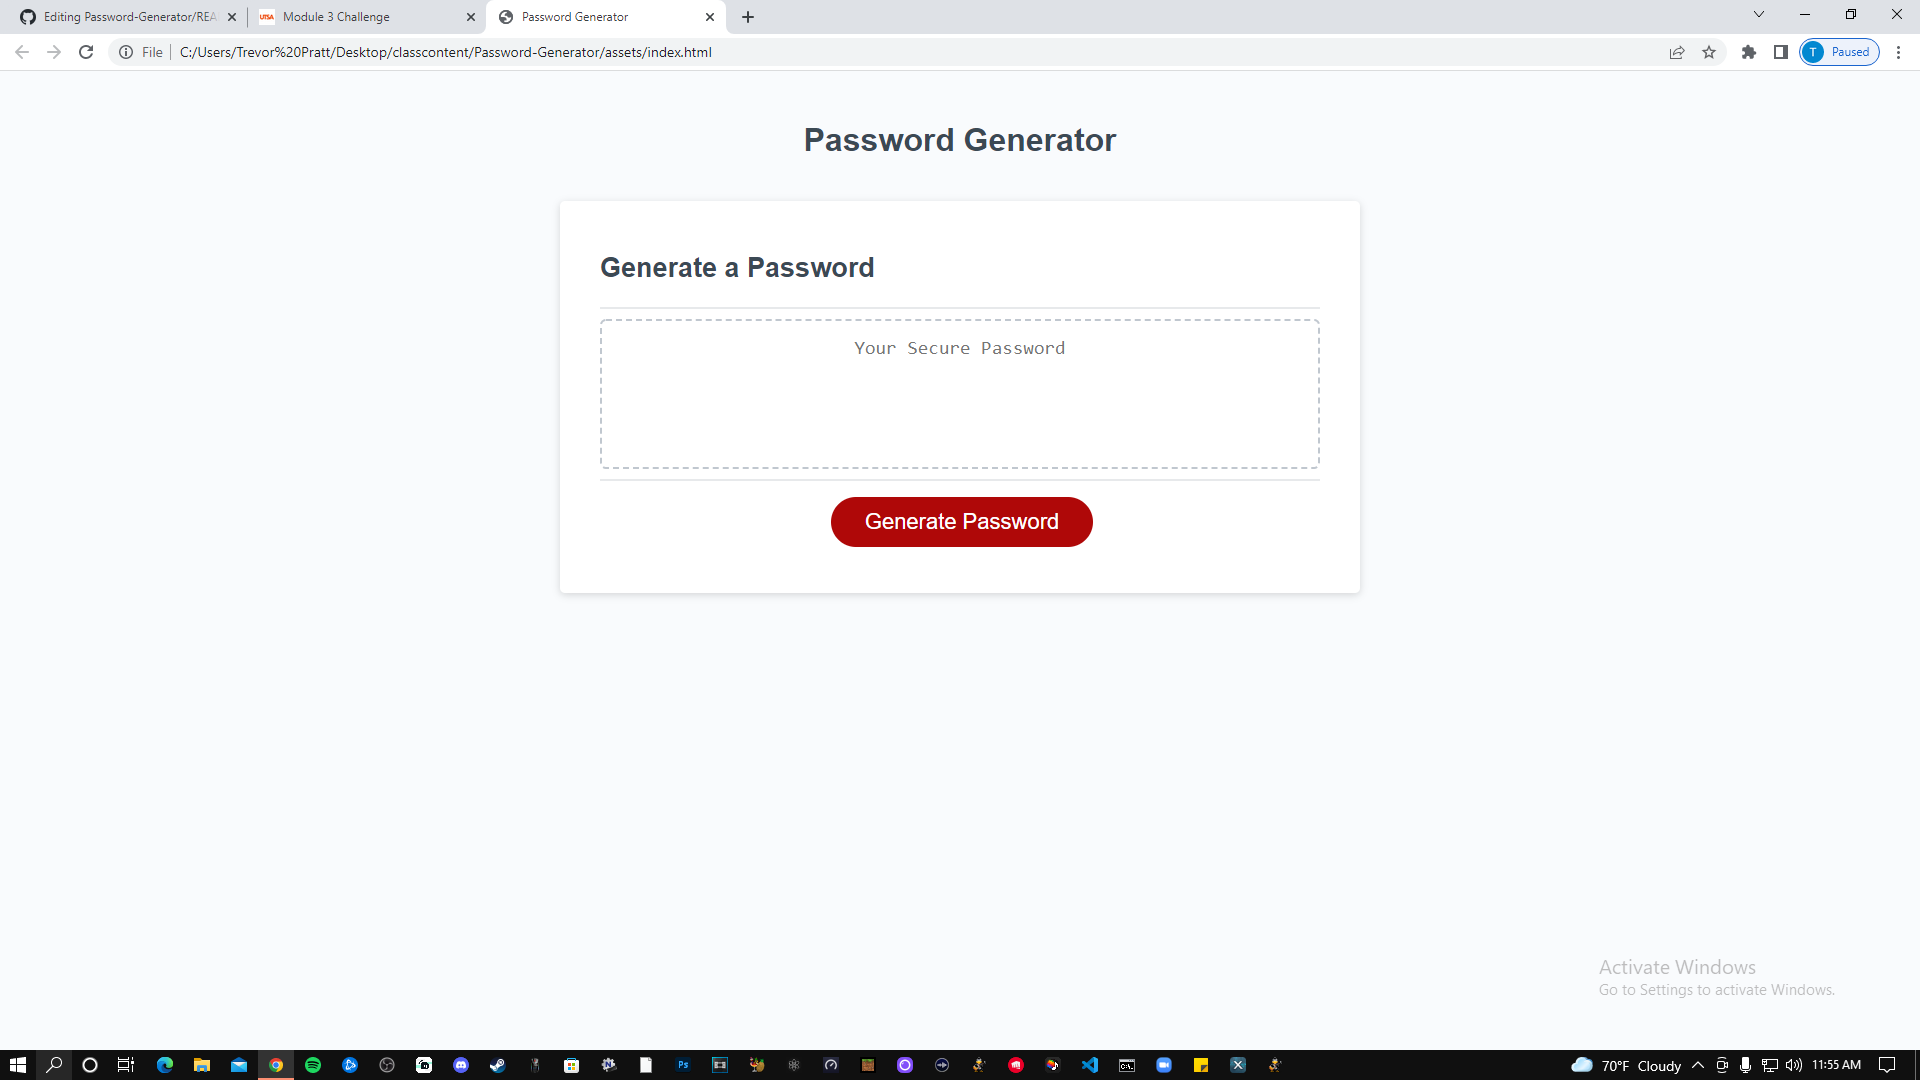 Editing Password-Generator/REA
UTSA
Module 3 Challenge
Password Generator
File
C:/Users/Trevor%20Pratt/Desktop/classcontent/Password-Generator/assets/index.html
T
Paused
Password Generator
Generate a Password
Your Secure Password
Generate Password
Activate Windows
Go to Settings to activate Windows.
Ps
C:\
70°F Cloudy
11:55 AM